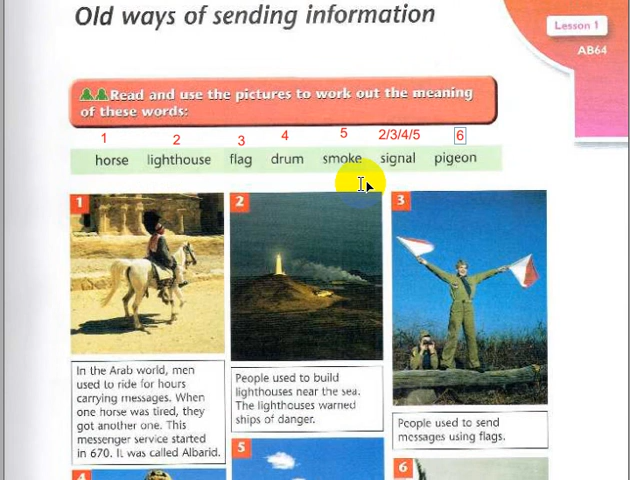 Old ways of sending information
Lesson 1
AB64
Read and use the pictures to work out the meaning
of these words:
1 2 3 4 5 2/3/4/5 6
horse lighthouse flag drum smoke signal pigeon
1
2
3
In the Arab world, men
used to ride for hours
carrying messages. When
one horse was tired, they
got another one. This
messenger service started
in 670. It was called Albarid.
People used to build
lighthouses near the sea.
The lighthouses warned
ships of danger.
People used to send
messages using flags.
4
5
6